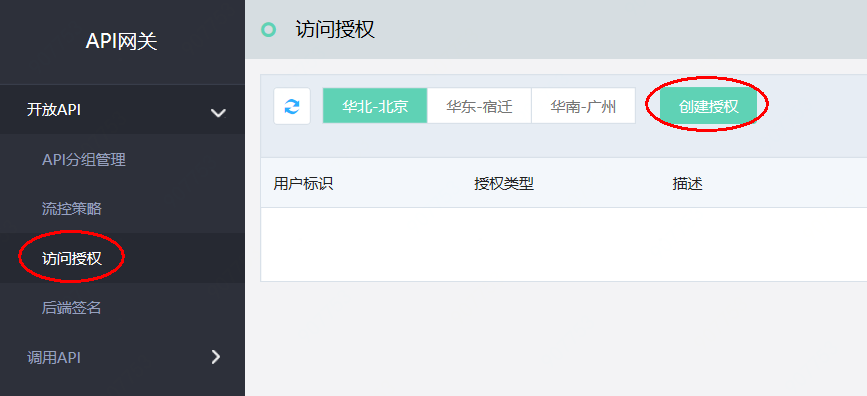 API网关
开放API
API分组管理
流控策略
访问授权
后端签名
调用API
访问授权
华北-北京 华东-宿迁 华南-广州 创建授权
用户标识 授权类型 描述